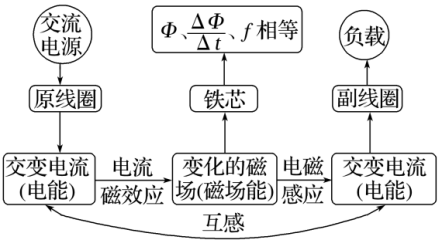 交流
电源
Φ、ΔΦ/Δt、f相等
负载
原线圈
铁芯
副线圈
交变电流
(电能)
电流
磁效应
变化的磁
场(磁场能)
电磁
感应
交变电流
(电能)
互感